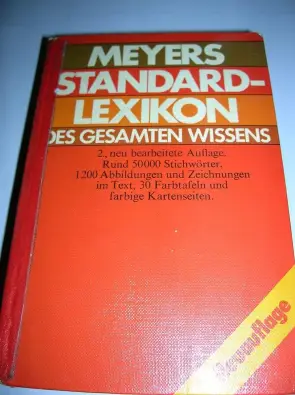 MEYERS
STANDARD-
LEXIKON
DES GESAMTEN WISSENS
2., neu bearbeitete Auflage.
Rund 50000 Stichwörter.
1200 Abbildungen und Zeichnungen
im Text, 30 Farbtafeln und
farbige Kartenseiten.
Neuauflage